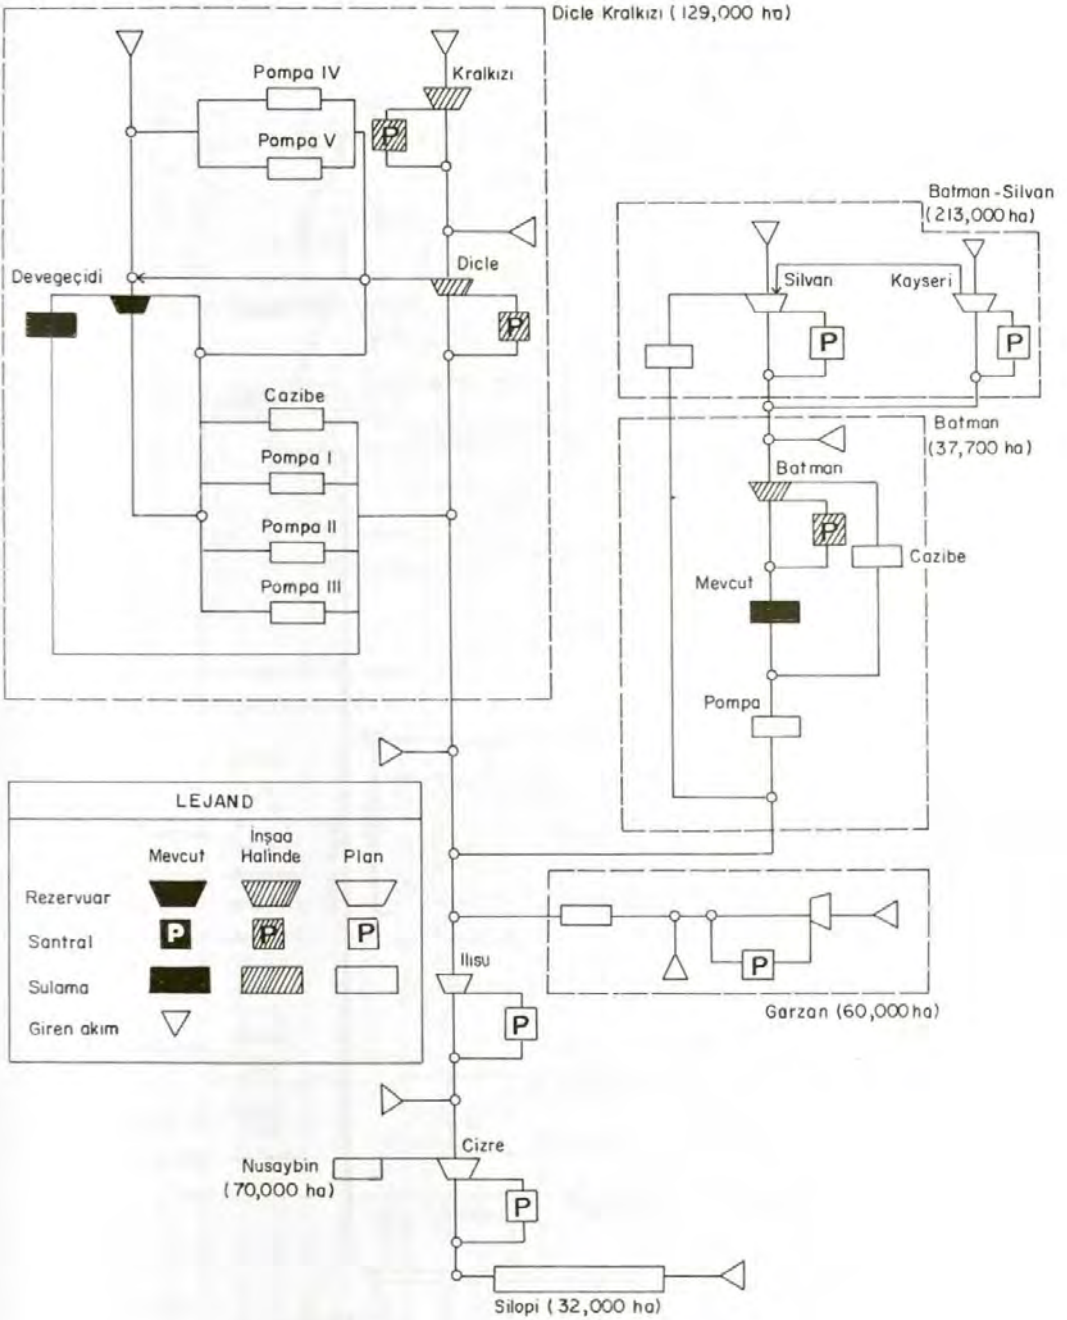 Dicle Kralkızı (129,000 ha)
Pompa IV
Kralkızı
P
Pompa V
Dicle
Devegeçidi
P
Cazibe
Pompa I
Pompa II
Pompa III
Batman-Silvan
(213,000 ha)
Silvan
Kayseri
P
P
Batman
(37,700 ha)
Batman
P
Cazibe
Mevcut
Pompa
LEJAND
Mevcut
İnşaa
Halinde
Plan
Rezervuar
Santral
P
P
P
Sulama
Giren akım
P
Garzan (60,000 ha)
Ilısu
P
Cizre
Nusaybin
(70,000 ha)
P
Silopi (32,000 ha)